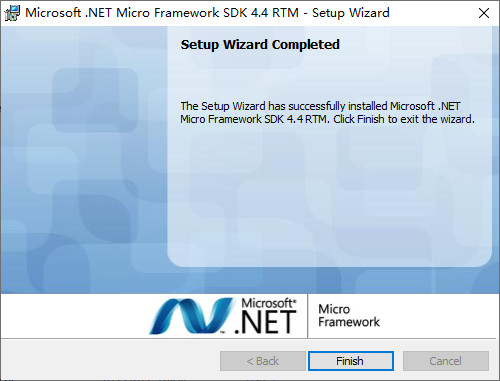 Microsoft .NET Micro Framework SDK 4.4 RTM - Setup Wizard
Setup Wizard Completed
The Setup Wizard has successfully installed Microsoft .NET
Micro Framework SDK 4.4 RTM. Click Finish to exit the wizard.
Microsoft®
.NET™
Micro
Framework
< Back
Finish
Cancel